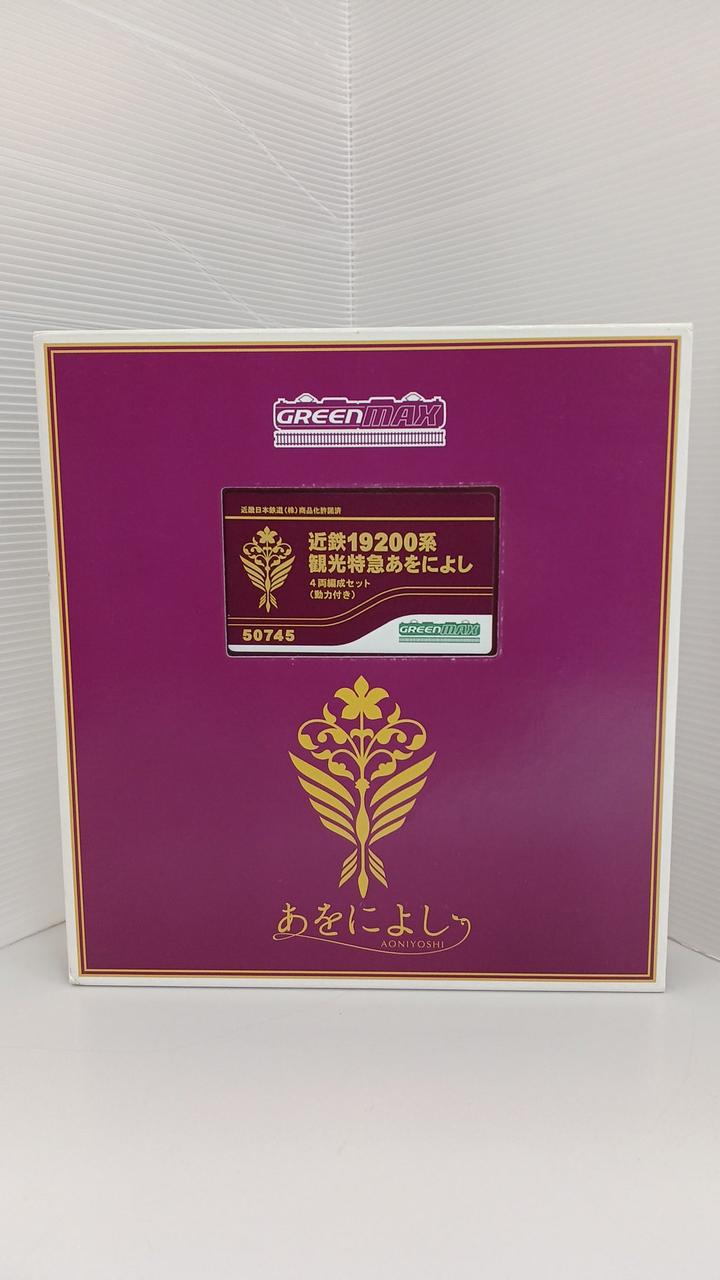 GREENMAX
近畿日本鉄道(株)商品化許諾済
近鉄19200系
観光特急あをによし
4両編成セット
(動力付き)
50745
GREENMAX
あをによし
AONIYOSHI